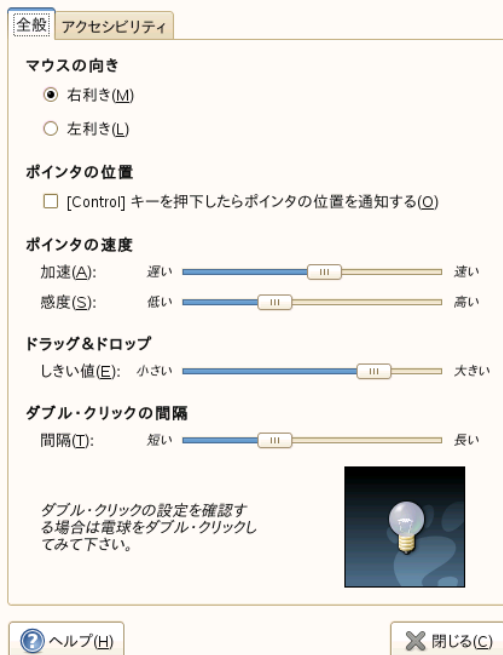 全般 アクセシビリティ
マウスの向き
右利き(M)
左利き(L)
ポインタの位置
[Control] キーを押下したらポインタの位置を通知する(O)
ポインタの速度
加速(A): 遅い 速い
感度(S): 低い 高い
ドラッグ&ドロップ
しきい値(E): 小さい 大きい
ダブル・クリックの間隔
間隔(T): 短い 長い
ダブル・クリックの設定を確認す
る場合は電球をダブル・クリックし
てみて下さい。
ヘルプ(H) 閉じる(C)